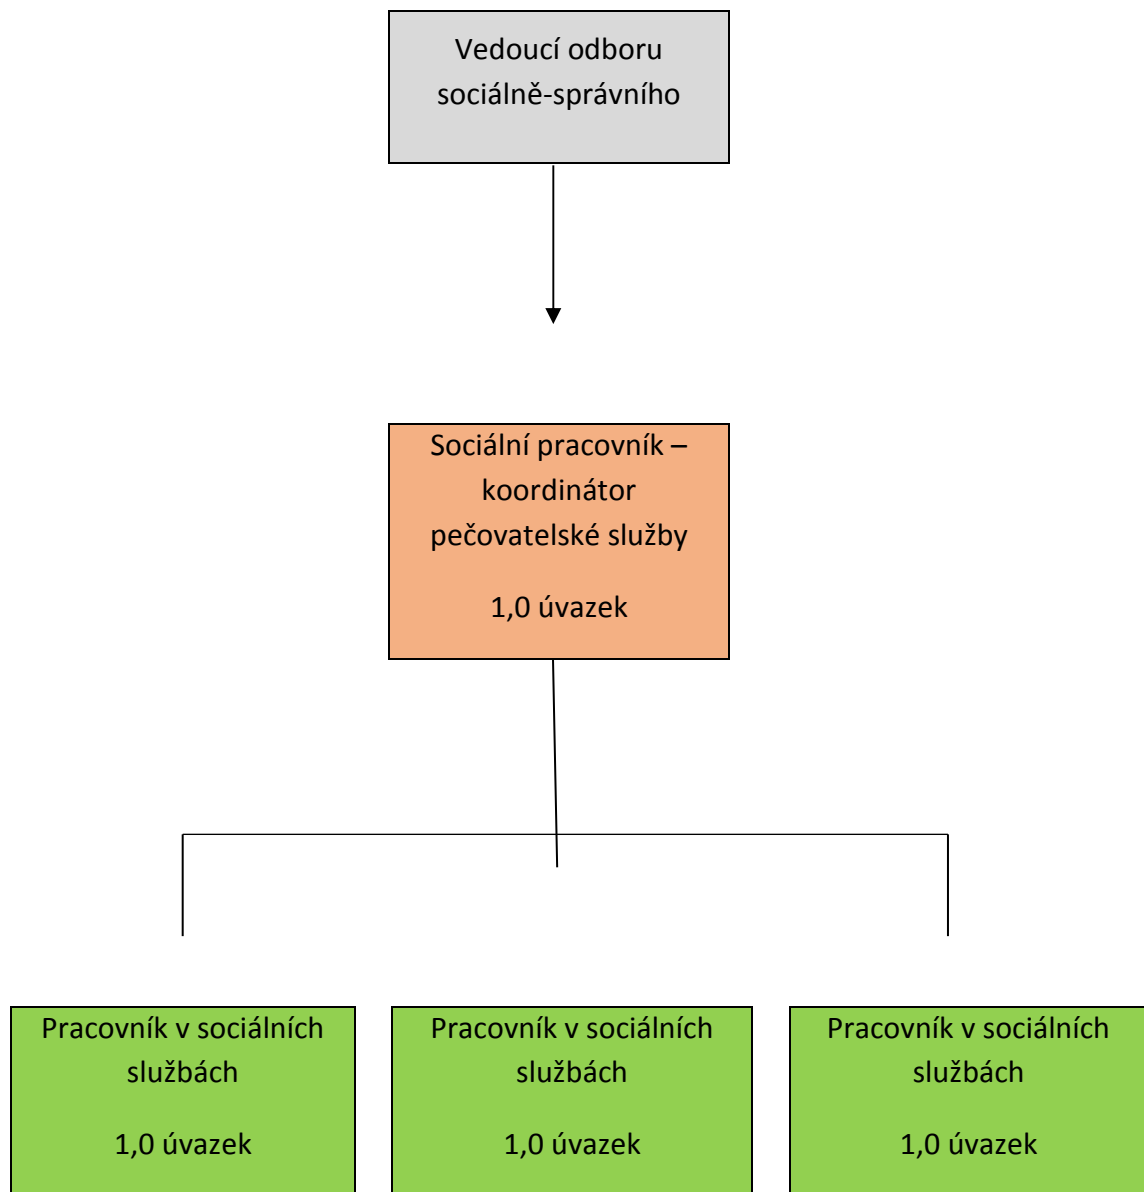 Vedoucí odboru
sociálně-správního
Sociální pracovník –
koordinátor
pečovatelské služby
1,0 úvazek
Pracovník v sociálních
službách
1,0 úvazek
Pracovník v sociálních
službách
1,0 úvazek
Pracovník v sociálních
službách
1,0 úvazek